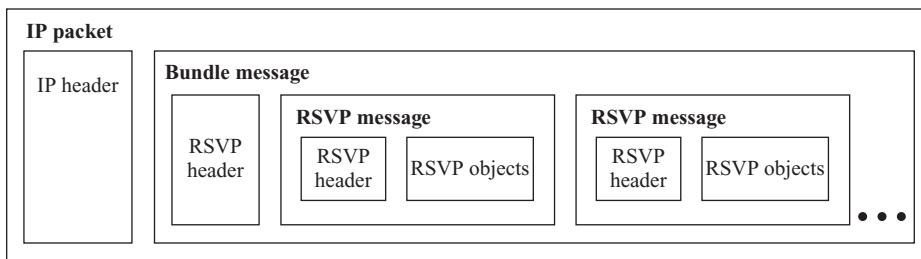 IP packet
IP header
Bundle message
RSVP
header
RSVP message
RSVP
header
RSVP objects
RSVP message
RSVP
header
RSVP objects
•••